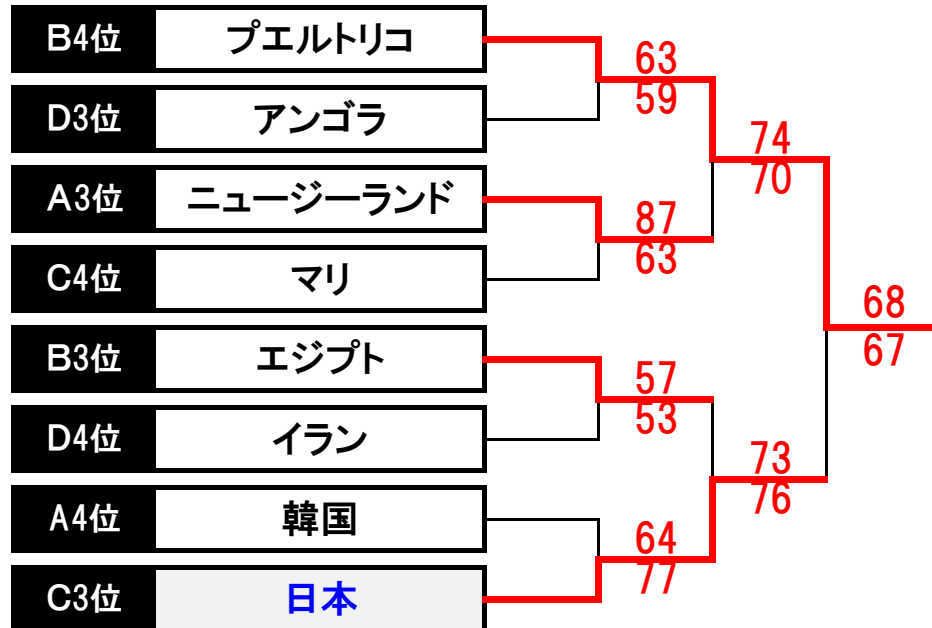 B4位 プエルトリコ
63
59
D3位 アンゴラ
74
70
A3位 ニュージーランド
87
63
C4位 マリ
68
67
B3位 エジプト
57
53
D4位 イラン
73
76
A4位 韓国
64
77
C3位 日本